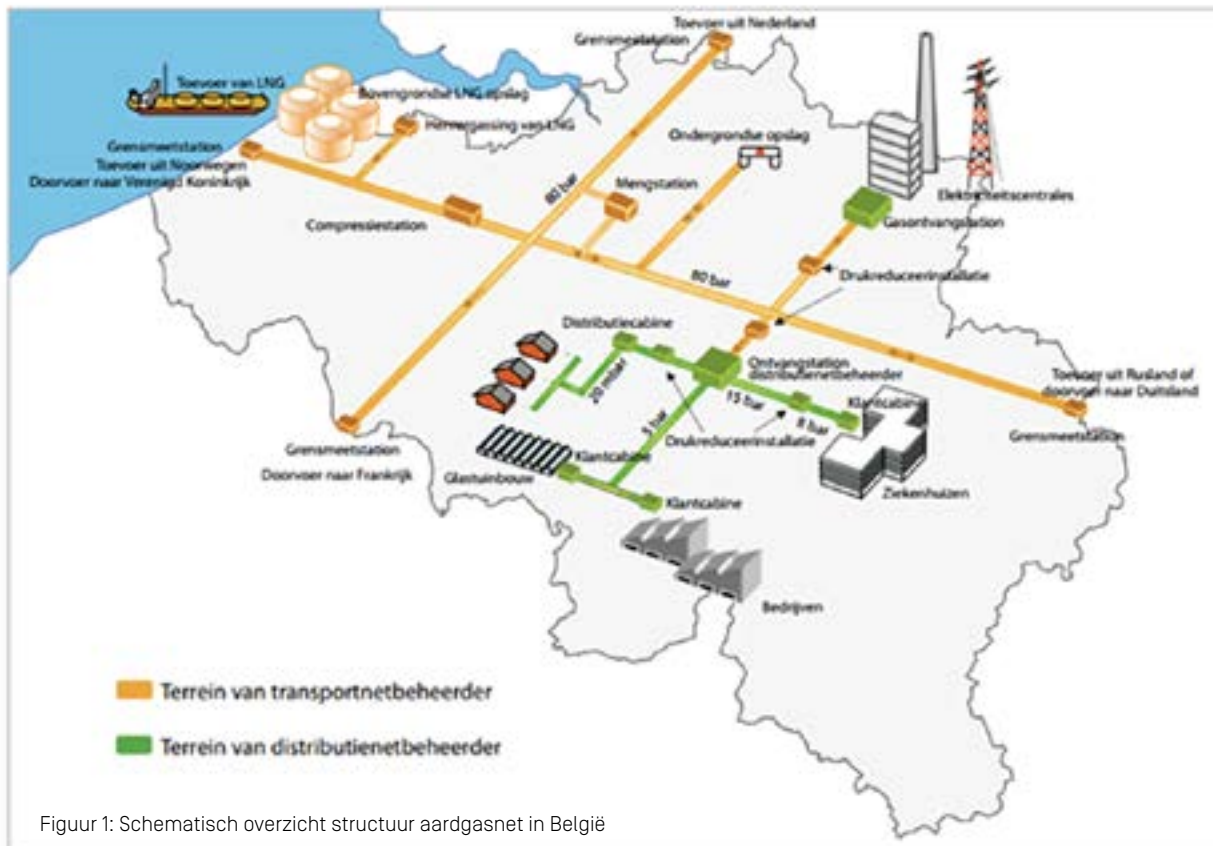 Toevoer uit Nederland
Grensmeetstation
Toevoer van LNG
Bovengrondse LNG opslag
Hervergassing van LNG
Ondergrondse opslag
Grensmeetstation
Toevoer uit Noorwegen
Doorvoer naar Verenigd Koninkrijk
80 bar
Mengstation
Elektriciteitscentrales
Gasontvangstation
Compressiestation
80 bar
Drukreduceerinstallatie
Distributiecabine
Ontvangstation
distributienetbeheerder
20 mbar
15 bar
8 bar
5 bar
Klantcabine
Toevoer uit Rusland of
doorvoer naar Duitsland
Grensmeetstation
Drukreduceerinstallatie
Grensmeetstation
Doorvoer naar Frankrijk
Klantcabine
Glastuinbouw
Klantcabine
Ziekenhuizen
Bedrijven
Terrein van transportnetbeheerder
Terrein van distributienetbeheerder
Figuur 1: Schematisch overzicht structuur aardgasnet in België